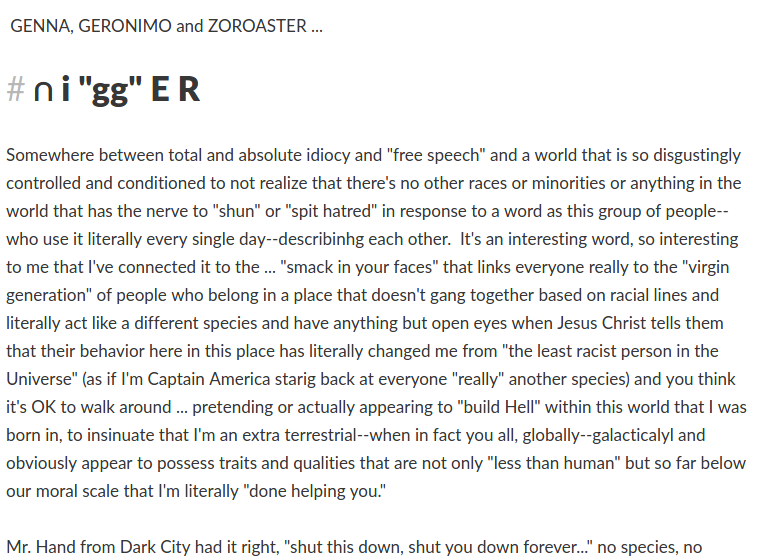 GENNA, GERONIMO and ZOROASTER ...
# ∩ i "gg" E R
Somewhere between total and absolute idiocy and "free speech" and a world that is so disgustingly
controlled and conditioned to not realize that there's no other races or minorities or anything in the
world that has the nerve to "shun" or "spit hatred" in response to a word as this group of people--
who use it literally every single day--describinhg each other.  It's an interesting word, so interesting
to me that I've connected it to the ... "smack in your faces" that links everyone really to the "virgin
generation" of people who belong in a place that doesn't gang together based on racial lines and
literally act like a different species and have anything but open eyes when Jesus Christ tells them
that their behavior here in this place has literally changed me from "the least racist person in the
Universe" (as if I'm Captain America starig back at everyone "really" another species) and you think
it's OK to walk around ... pretending or actually appearing to "build Hell" within this world that I was
born in, to insinuate that I'm an extra terrestrial--when in fact you all, globally--galacticalyl and
obviously appear to possess traits and qualities that are not only "less than human" but so far below
our moral scale that I'm literally "done helping you."
Mr. Hand from Dark City had it right, "shut this down, shut you down forever..." no species, no